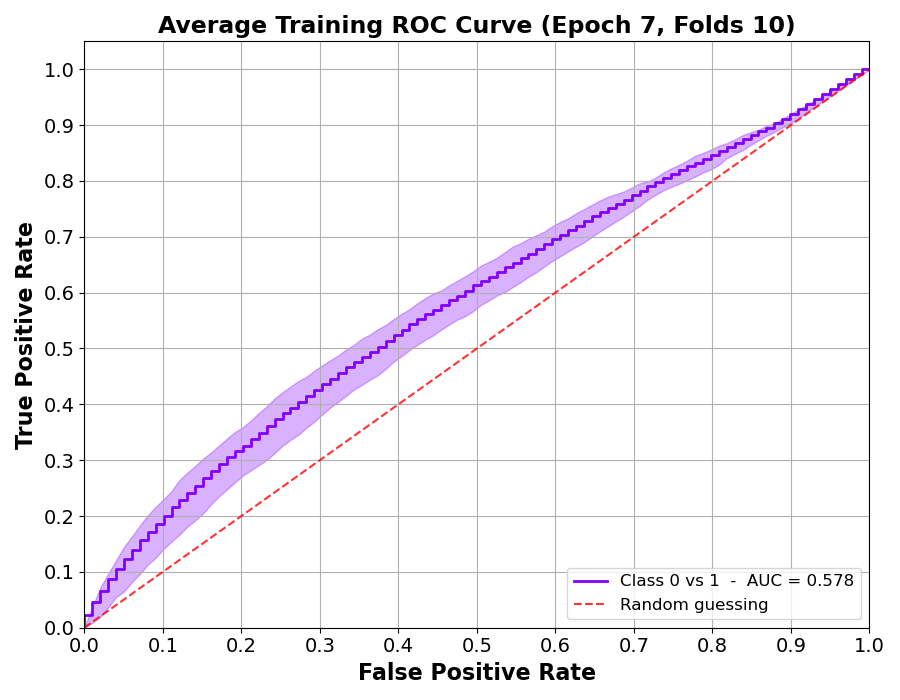 Average Training ROC Curve (Epoch 7, Folds 10)
True Positive Rate
1.0
0.9
0.8
0.7
0.6
0.5
0.4
0.3
0.2
0.1
0.0
Class 0 vs 1 - AUC = 0.578
Random guessing
0.0 0.1 0.2 0.3 0.4 0.5 0.6 0.7 0.8 0.9 1.0
False Positive Rate